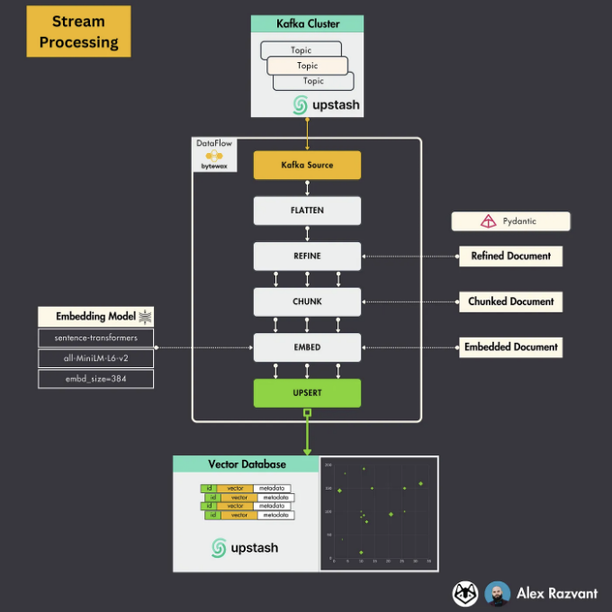 Stream
Processing
Kafka Cluster
Topic
Topic
Topic
upstash
DataFlow
bytewax
Kafka Source
FLATTEN
Pydantic
REFINE
Refined Document
CHUNK
Chunked Document
Embedding Model
sentence-transformers
all-MiniLM-L6-v2
embd_size=384
EMBED
Embedded Document
UPSERT
Vector Database
id vector metadata
id vector metadata
id vector metadata
id vector metadata
upstash
Alex Razvant